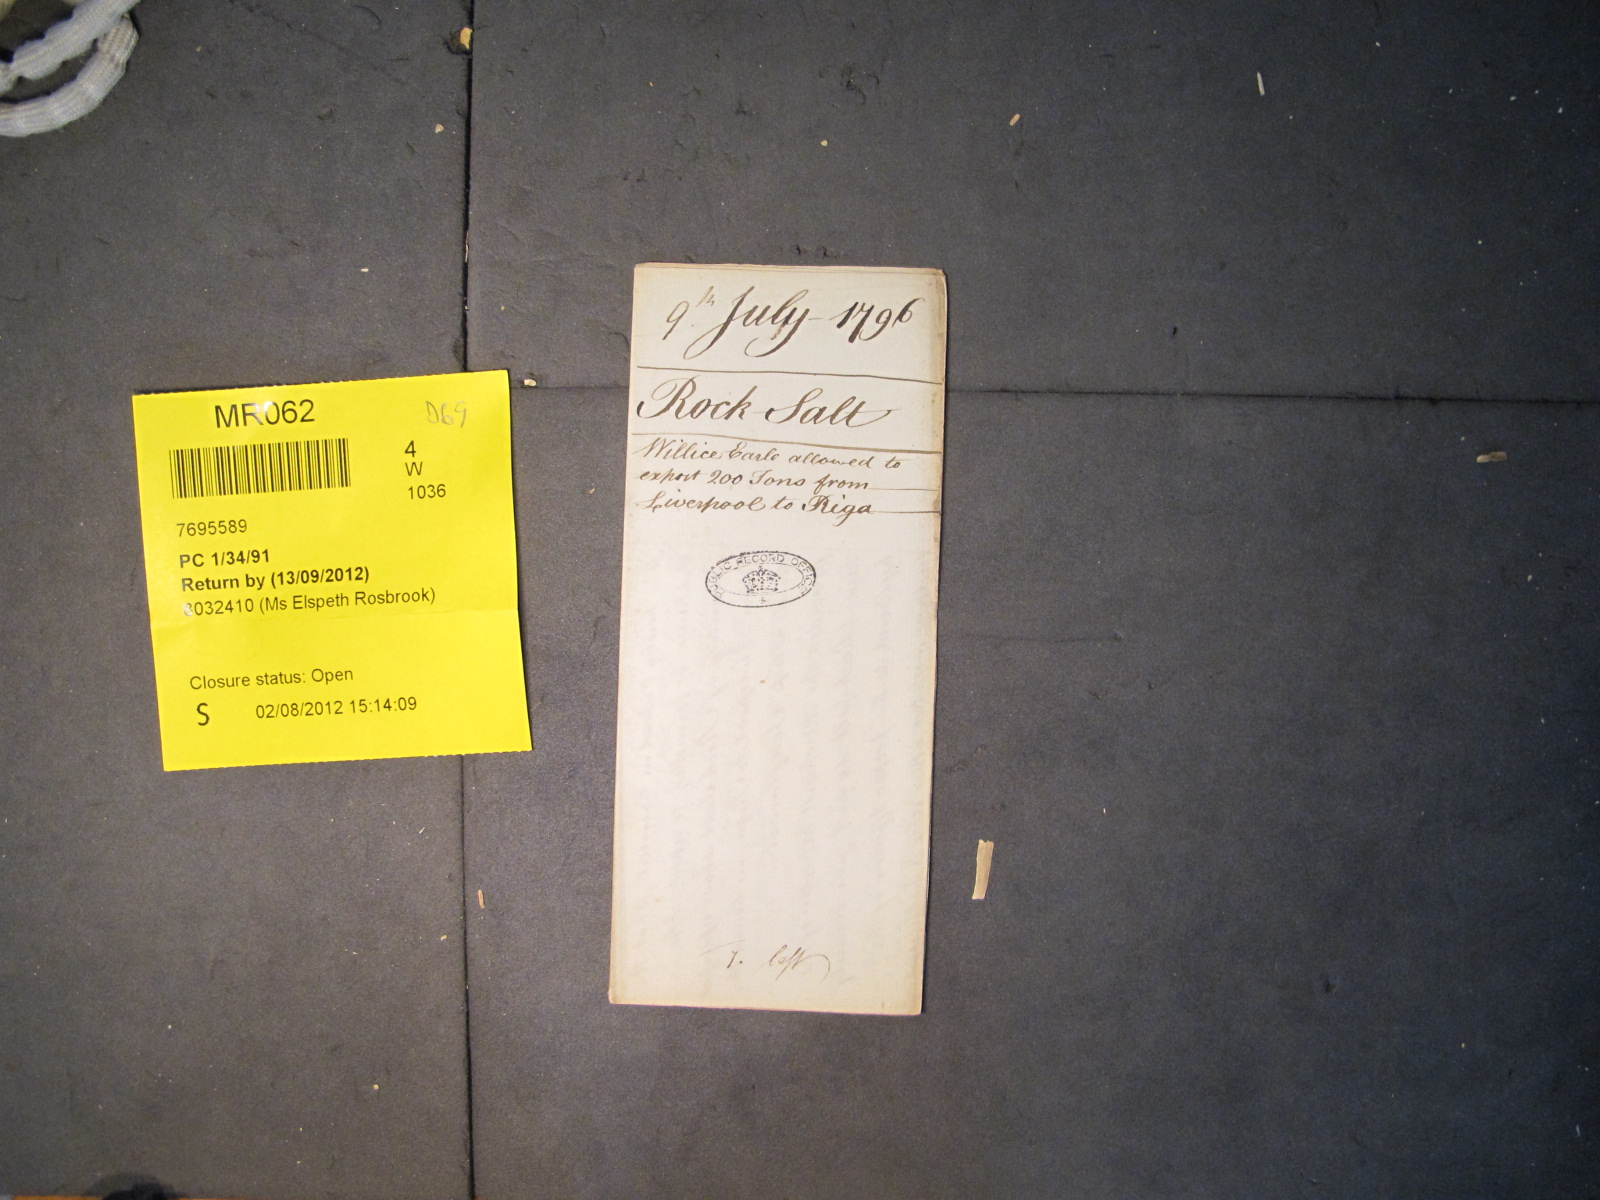 MR062
D69
4
W
1036
7695589
PC 1/34/91
Return by (13/09/2012)
8032410 (Ms Elspeth Rosbrook)
Closure status: Open
S 02/08/2012 15:14:09
9th July 1796
Rock Salt
Willice Earle allowed to
export 200 Tons from
Liverpool to Riga
PUBLIC RECORD OFFICE